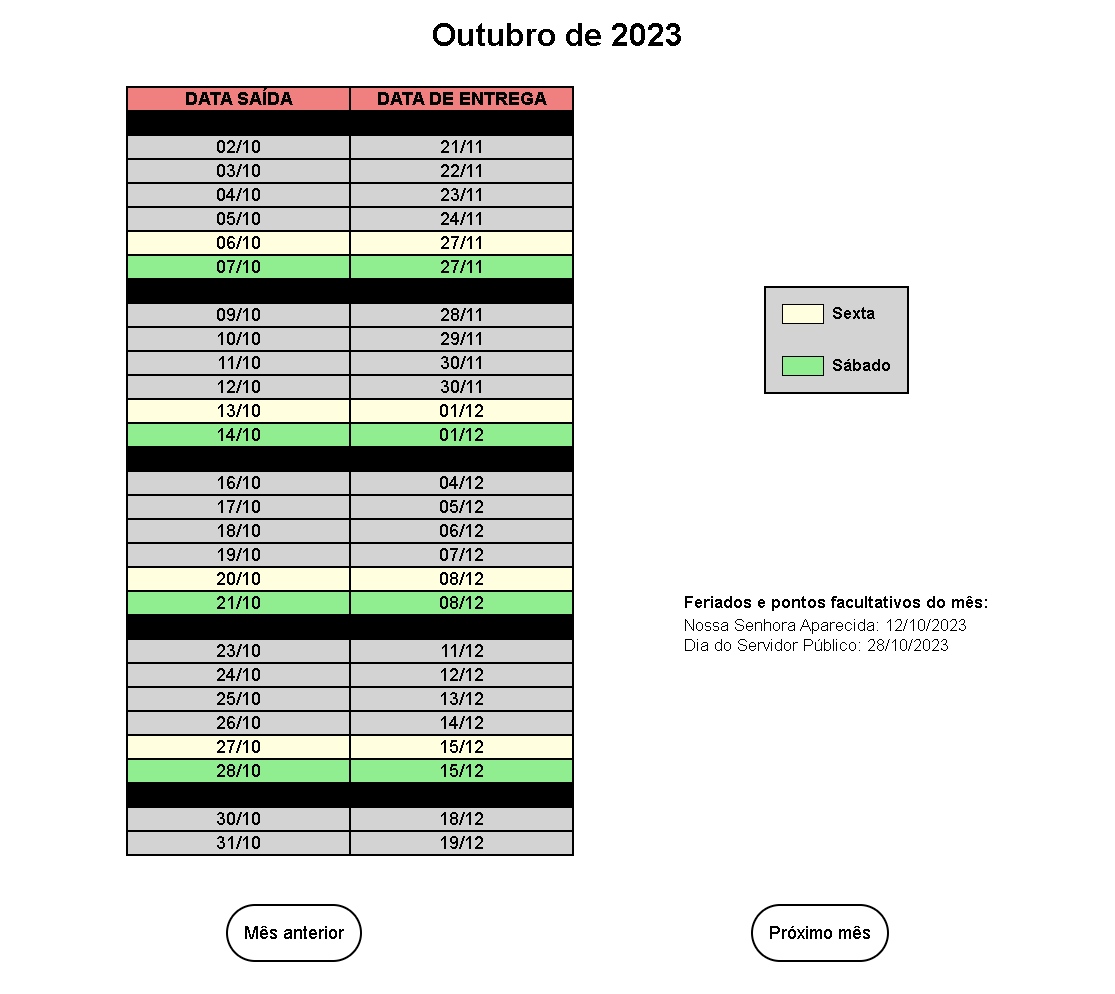 Outubro de 2023
DATA SAÍDA DATA DE ENTREGA
02/10 21/11
03/10 22/11
04/10 23/11
05/10 24/11
06/10 27/11
07/10 27/11
09/10 28/11
10/10 29/11
11/10 30/11
12/10 30/11
13/10 01/12
14/10 01/12
16/10 04/12
17/10 05/12
18/10 06/12
19/10 07/12
20/10 08/12
21/10 08/12
23/10 11/12
24/10 12/12
25/10 13/12
26/10 14/12
27/10 15/12
28/10 15/12
30/10 18/12
31/10 19/12
Sexta
Sábado
Feriados e pontos facultativos do mês:
Nossa Senhora Aparecida: 12/10/2023
Dia do Servidor Público: 28/10/2023
Mês anterior
Próximo mês